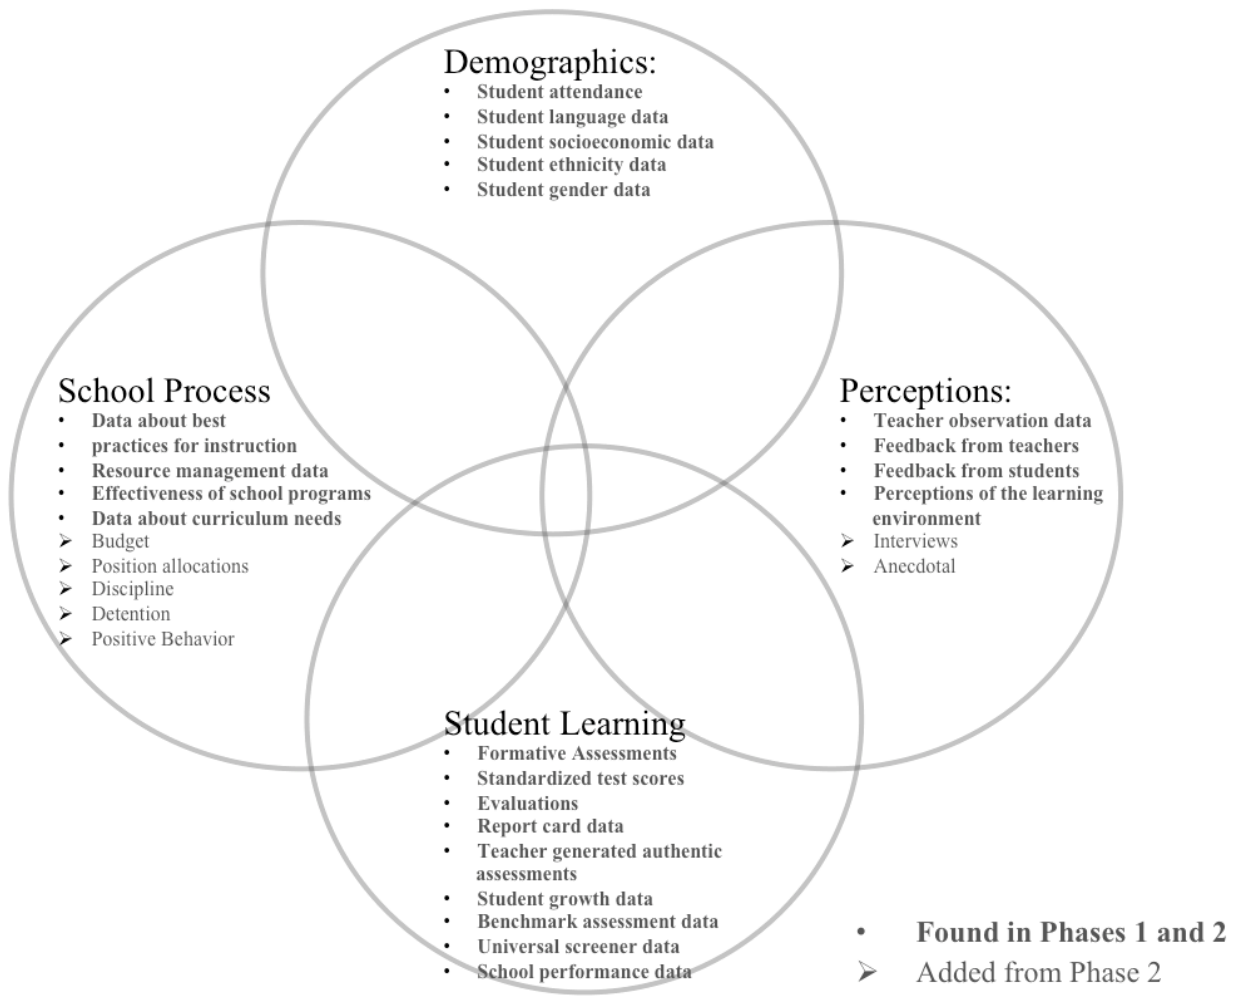 Demographics:
• Student attendance
• Student language data
• Student socioeconomic data
• Student ethnicity data
• Student gender data
School Process
• Data about best
• practices for instruction
• Resource management data
• Effectiveness of school programs
• Data about curriculum needs
➢ Budget
➢ Position allocations
➢ Discipline
➢ Detention
➢ Positive Behavior
Perceptions:
• Teacher observation data
• Feedback from teachers
• Feedback from students
• Perceptions of the learning
environment
➢ Interviews
➢ Anecdotal
Student Learning
• Formative Assessments
• Standardized test scores
• Evaluations
• Report card data
• Teacher generated authentic
assessments
• Student growth data
• Benchmark assessment data
• Universal screener data
• School performance data
• Found in Phases 1 and 2
➢ Added from Phase 2